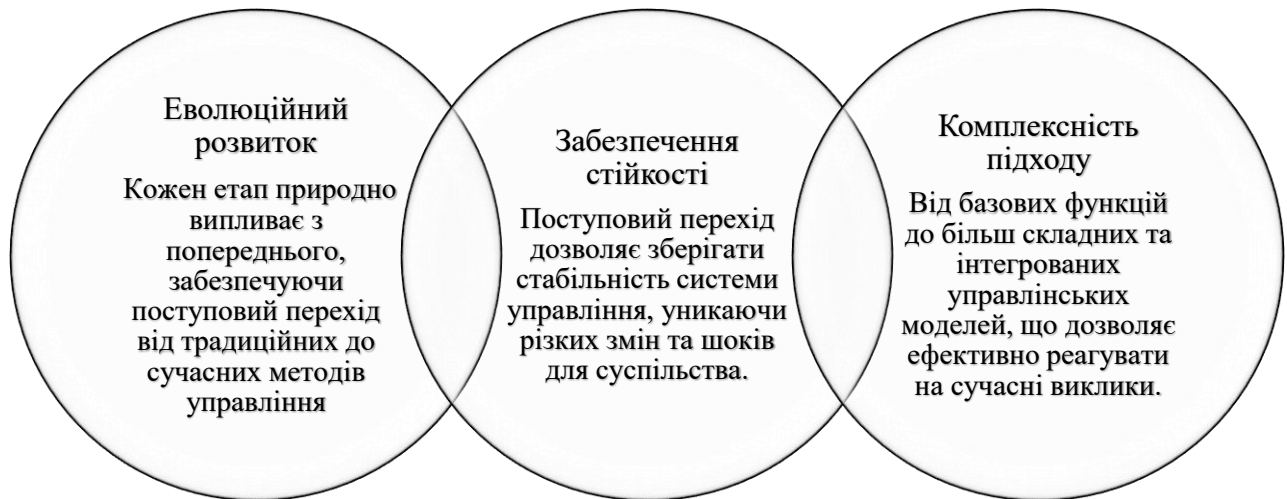 Еволюційний
розвиток
Кожен етап природно
випливає з
попереднього,
забезпечуючи
поступовий перехід
від традиційних до
сучасних методів
управління
Забезпечення
стійкості
Поступовий перехід
дозволяє зберігати
стабільність системи
управління, уникаючи
різких змін та шоків
для суспільства.
Комплексність
підходу
Від базових функцій
до більш складних та
інтегрованих
управлінських
моделей, що дозволяє
ефективно реагувати
на сучасні виклики.